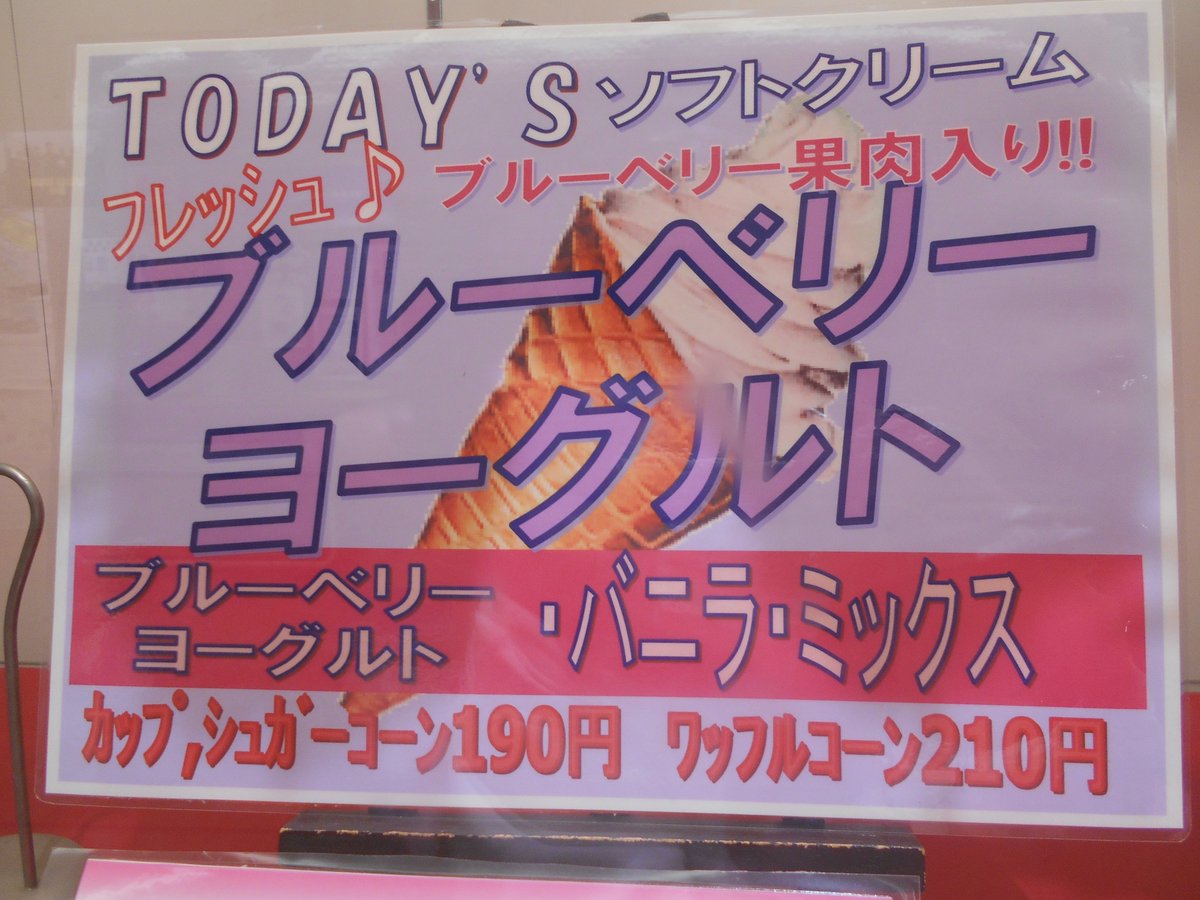 TODAY'S ソフトクリーム
フレッシュ♪ ブルーベリー果肉入り!!
ブルーベリー
ヨーグルト
ブルーベリー
ヨーグルト ・バニラ・ミックス
カップ,シュガーコーン190円 ワッフルコーン210円